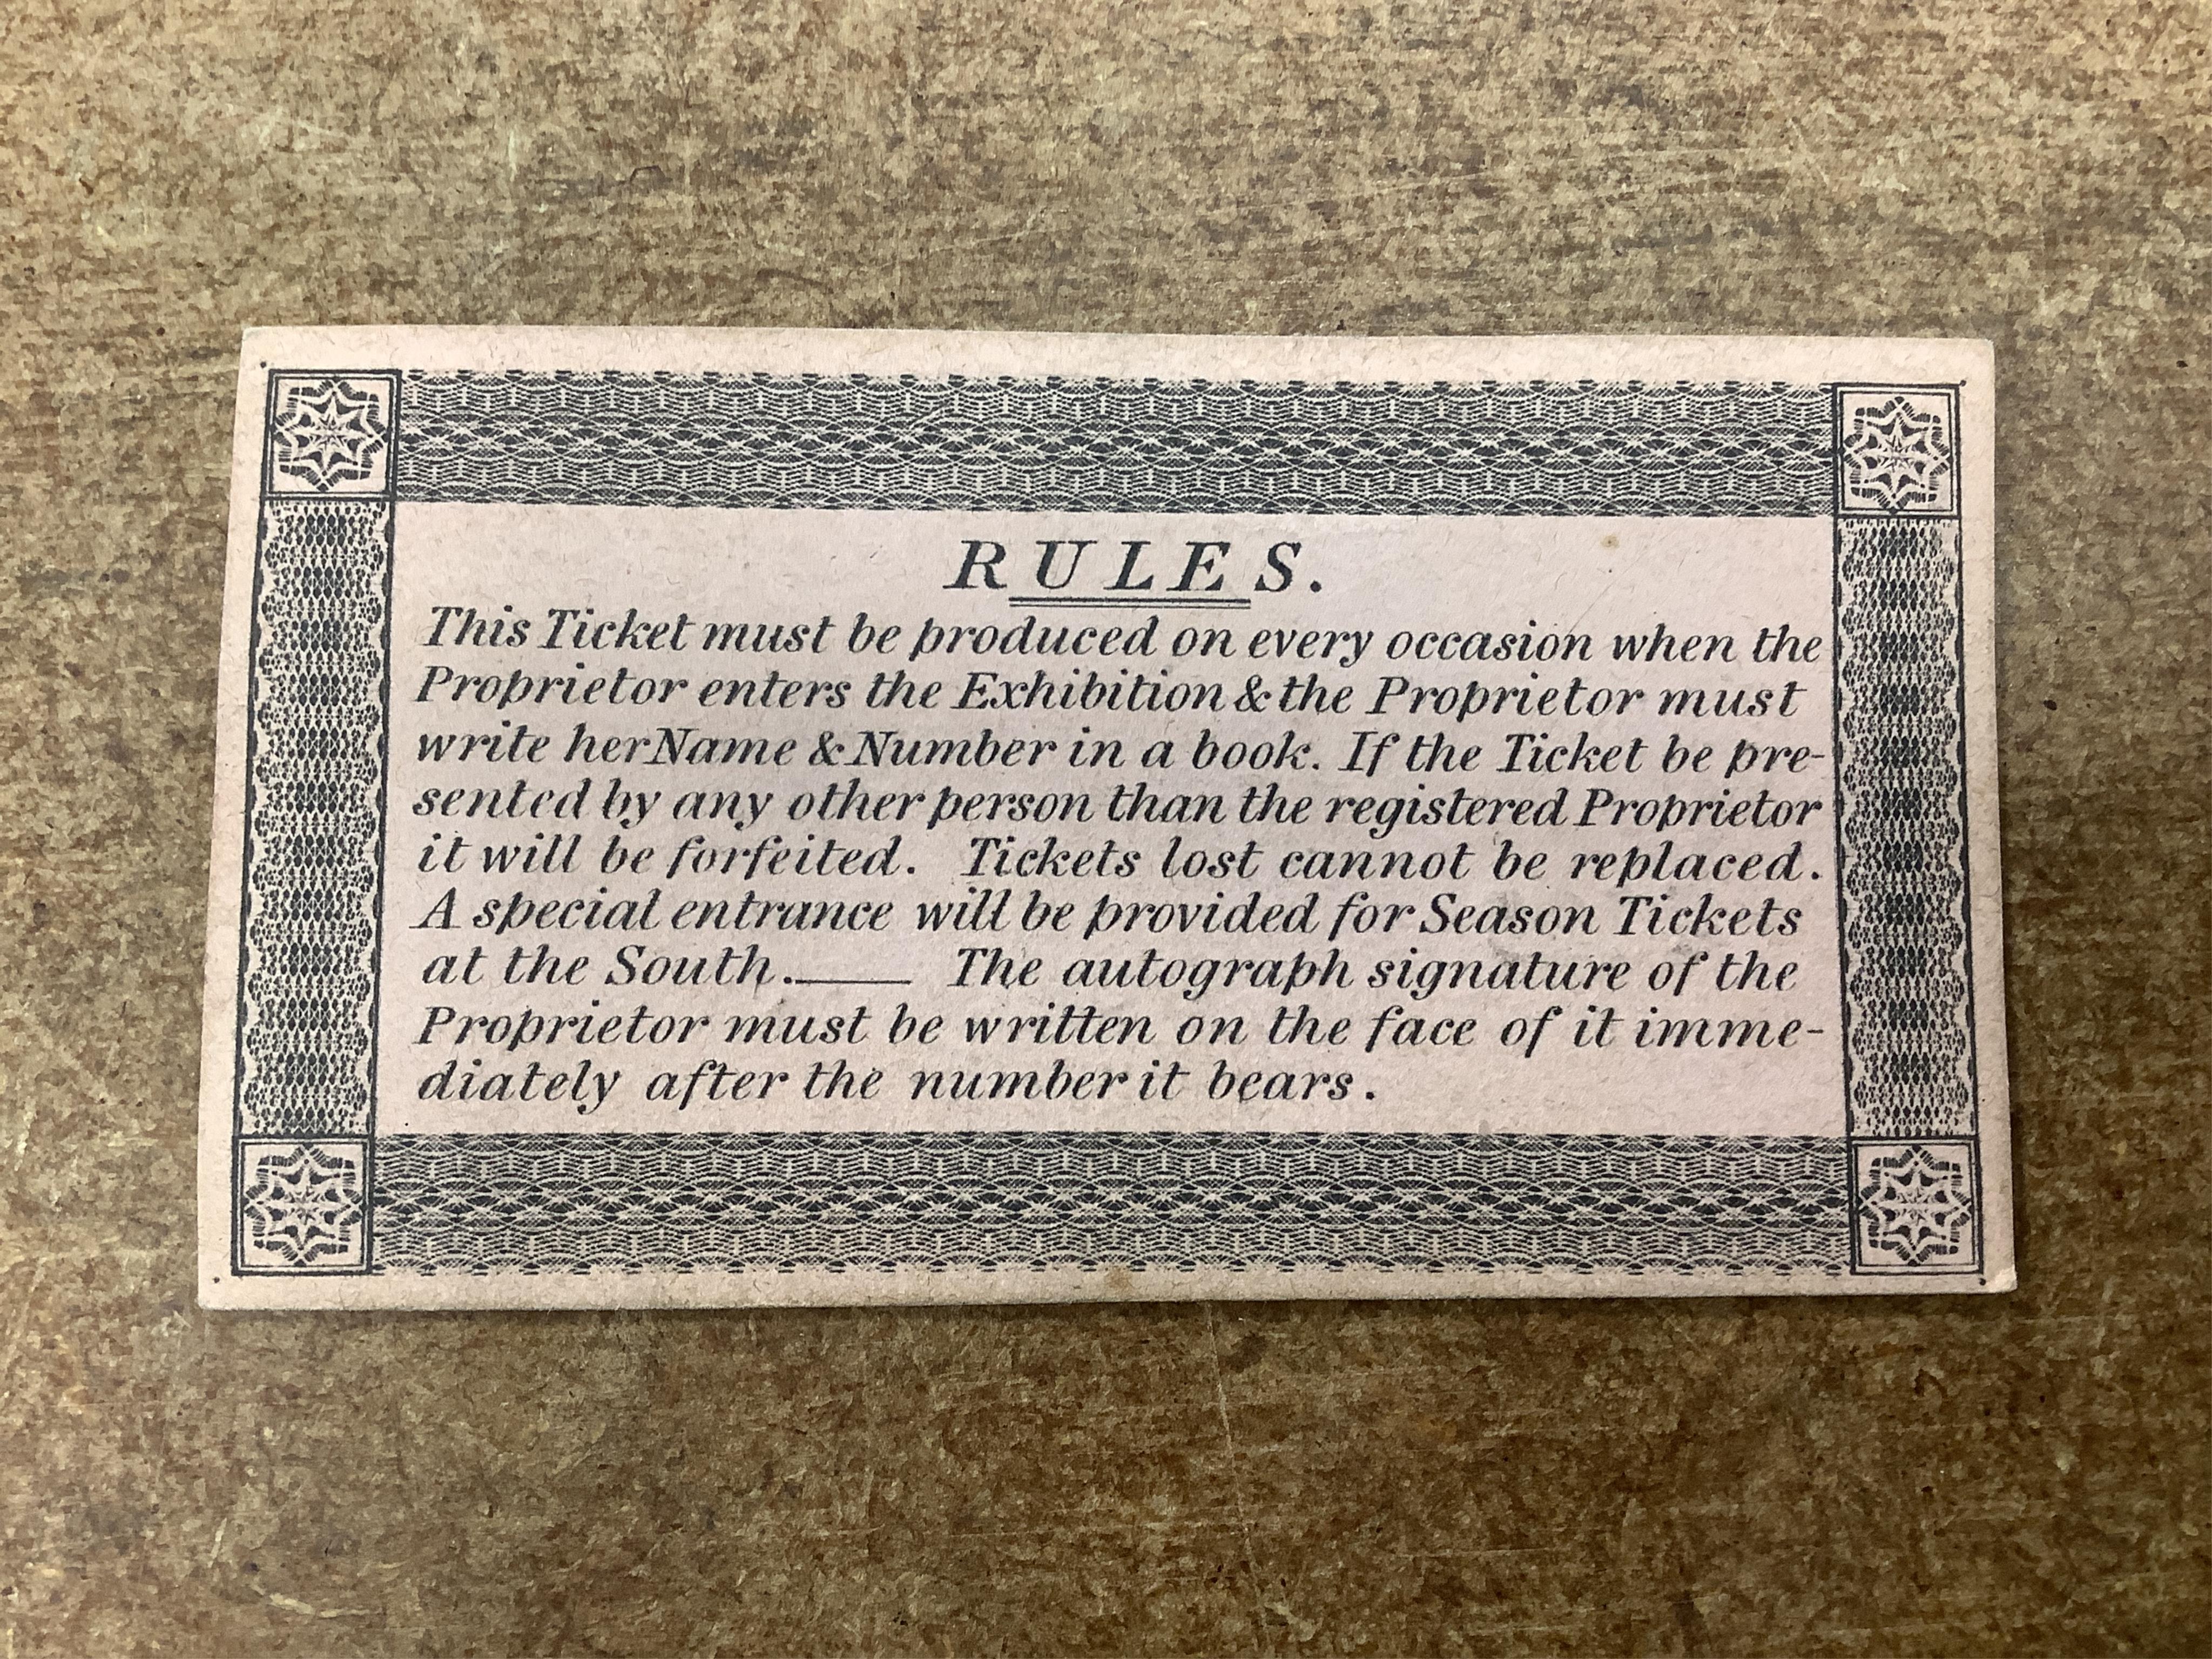 RULES.
This Ticket must be produced on every occasion when the
Proprietor enters the Exhibition & the Proprietor must
write her Name & Number in a book. If the Ticket be pre-
sented by any other person than the registered Proprietor
it will be forfeited. Tickets lost cannot be replaced.
A special entrance will be provided for Season Tickets
at the South.____ The autograph signature of the
Proprietor must be written on the face of it imme-
diately after the number it bears.